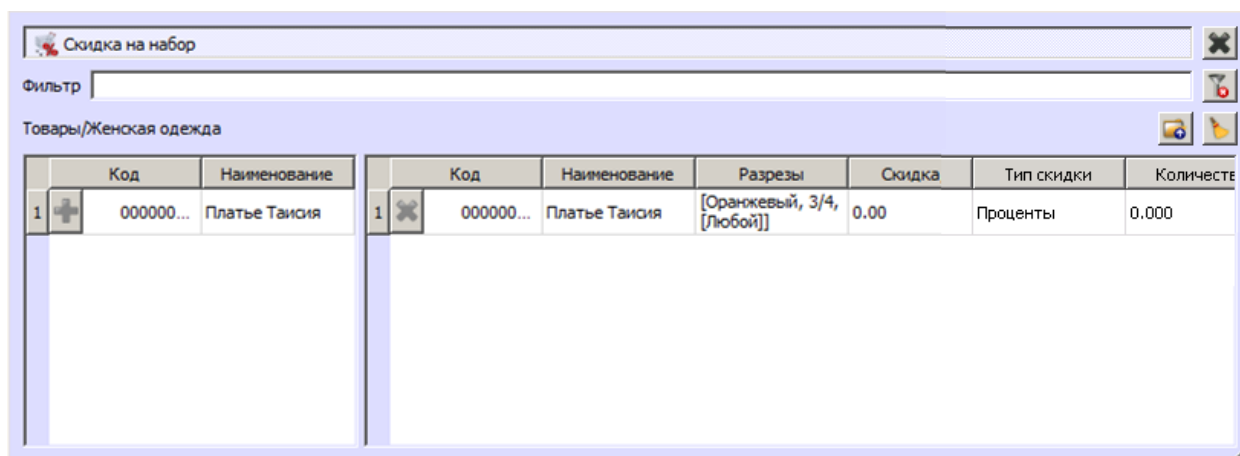 Скидка на набор
Фильтр
Товары/Женская одежда
Код Наименование Код Наименование Разрезы Скидка Тип скидки Количеств
1 000000... Платье Таисия 1 000000... Платье Таисия [Оранжевый, 3/4, 0.00 Проценты 0.000
[Любой]]